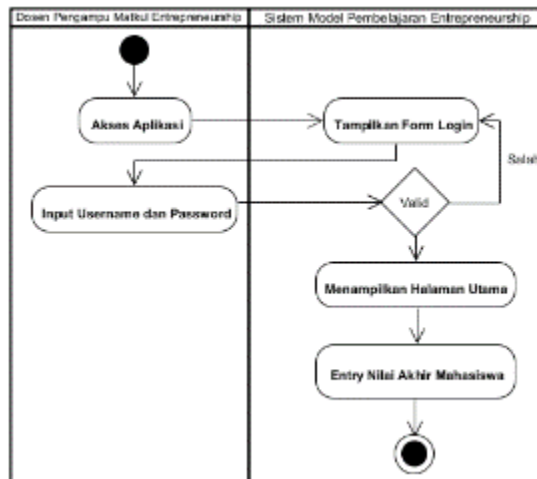 Dosen Pengampu Matkul Entrepreneurship
Sistem Model Pembelajaran Entrepreneurship
Akses Aplikasi
Tampilkan Form Login
Salah
Input Username dan Password
Valid
Menampilkan Halaman Utama
Entry Nilai Akhir Mahasiswa